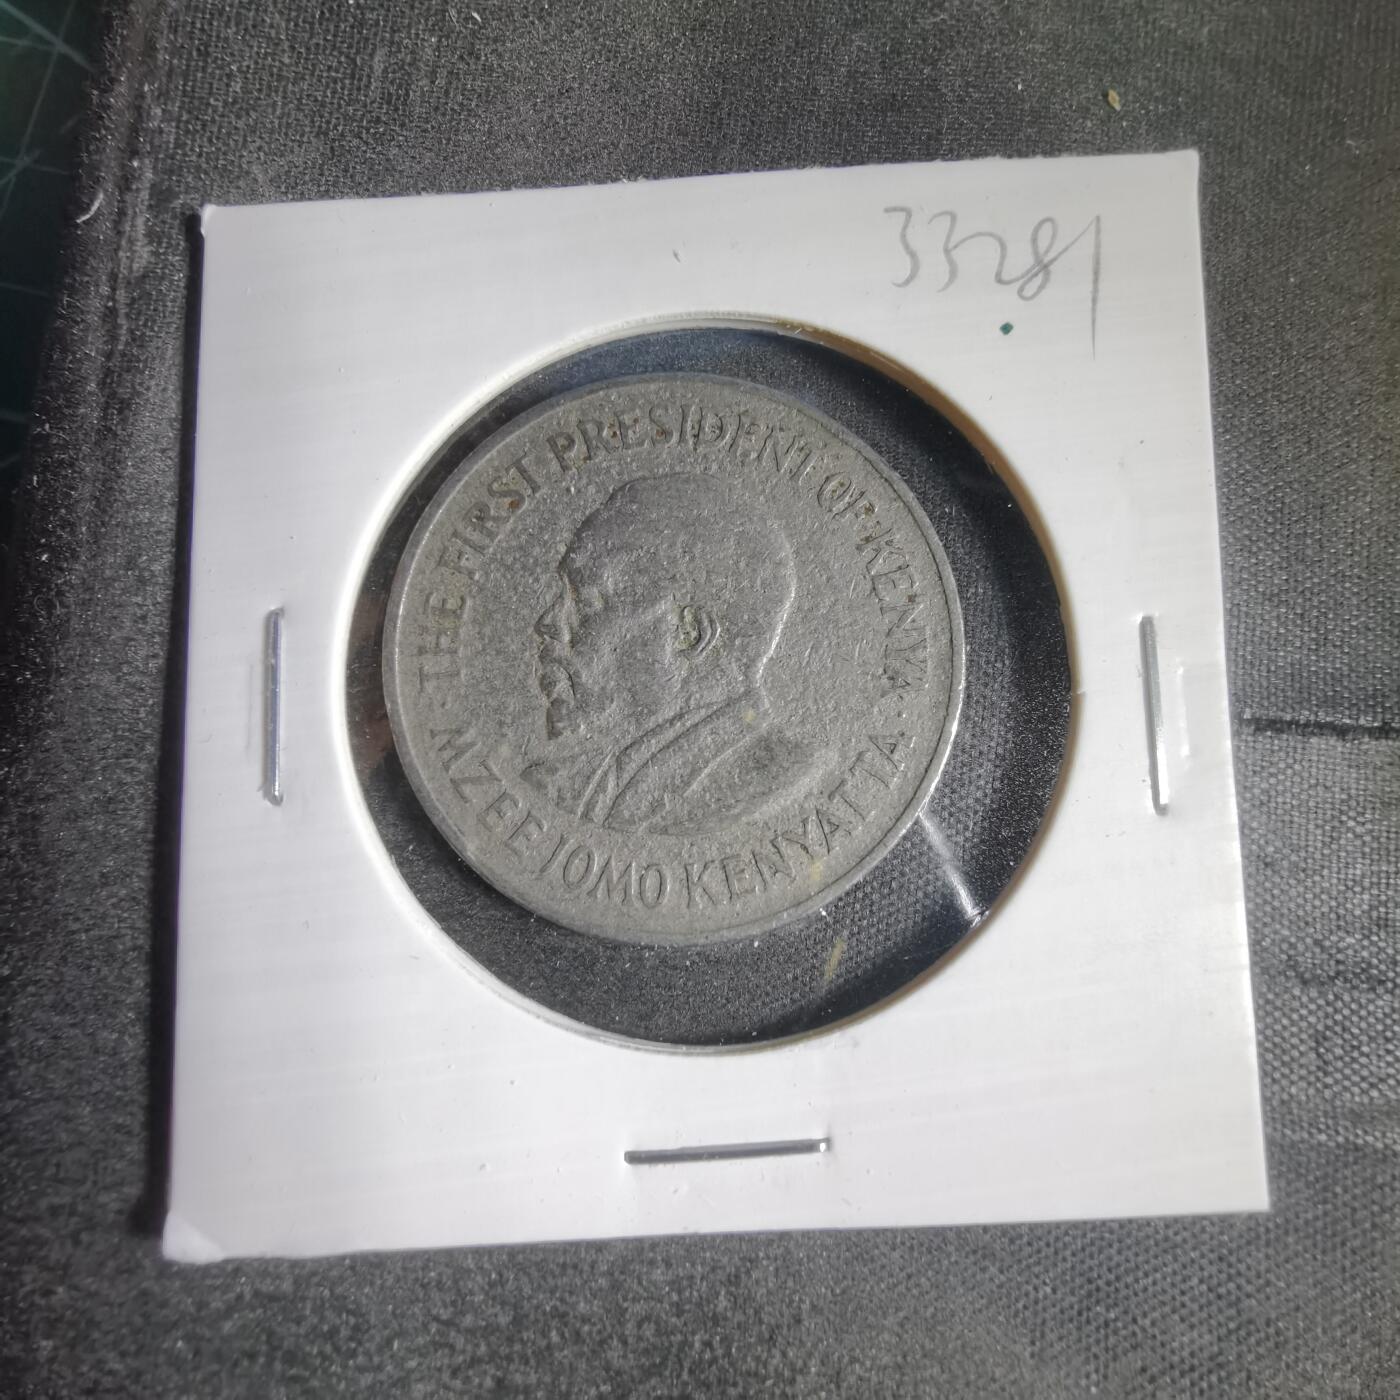 33281
THE FIRST PRESIDENT OF KENYA
MZEE JOMO KENYATTA